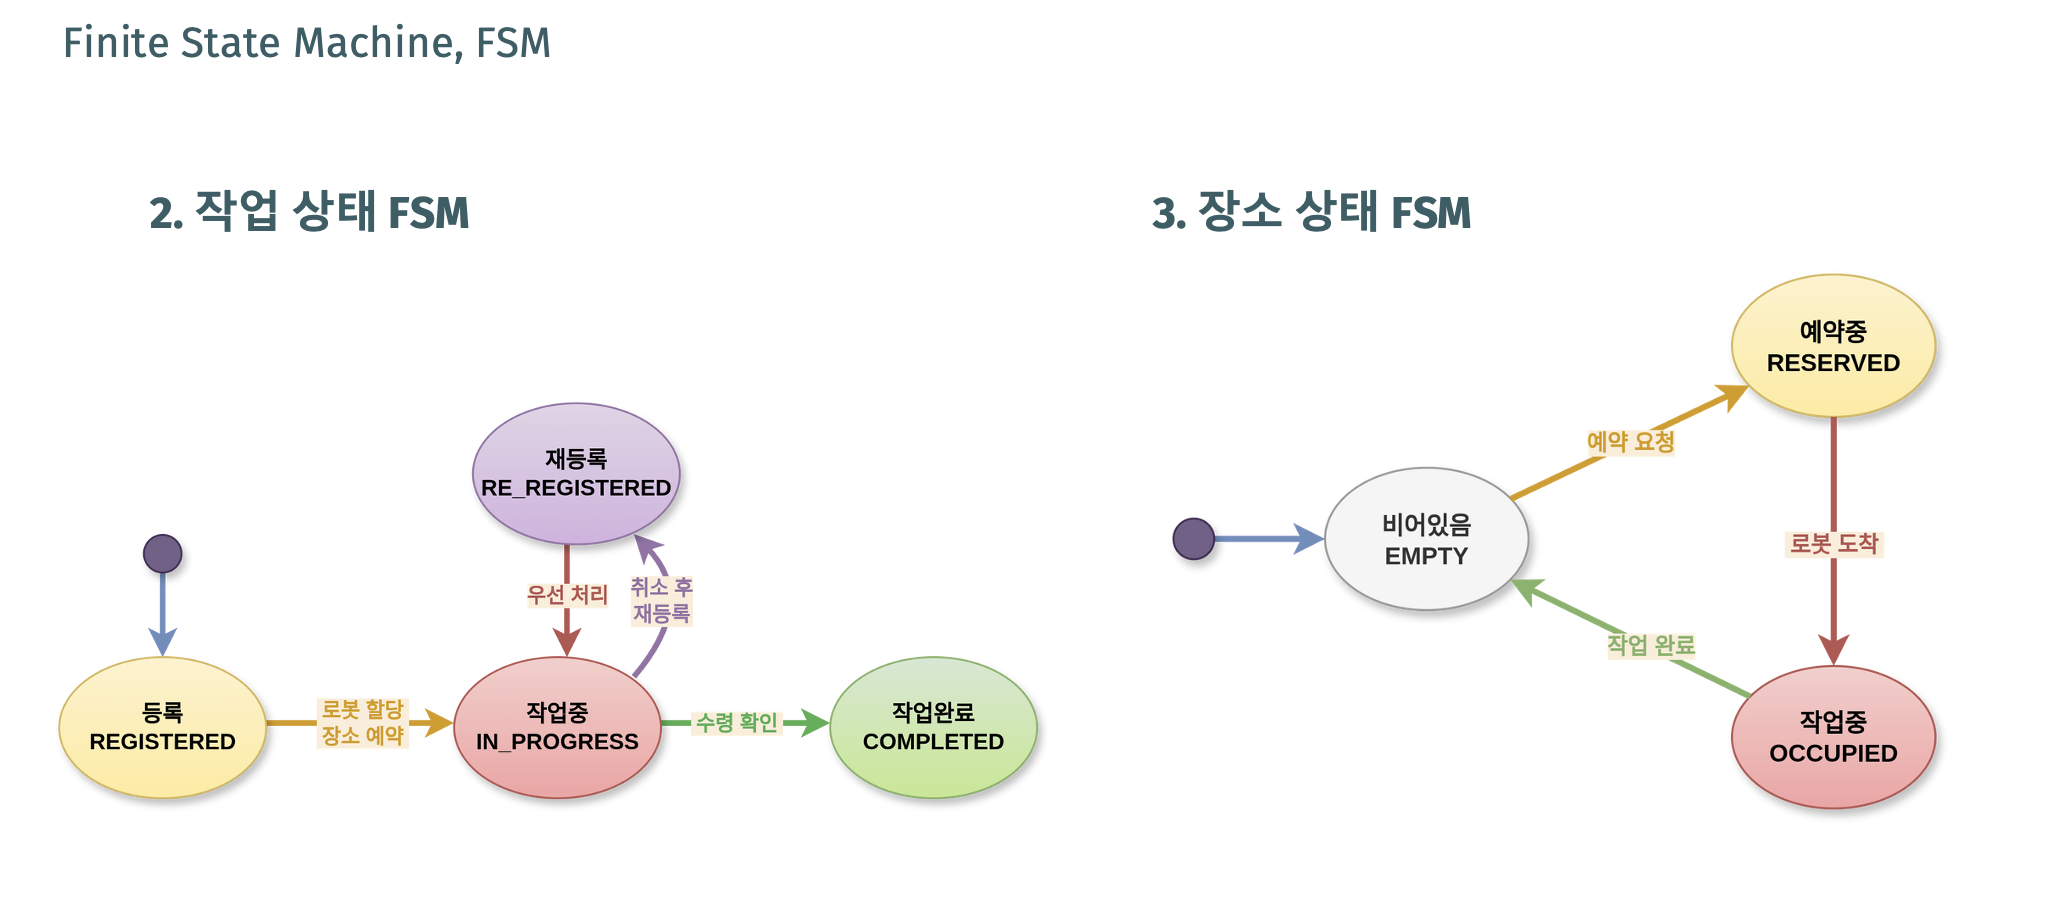 Finite State Machine, FSM
2. 작업 상태 FSM
재등록
RE_REGISTERED
우선 처리
취소 후
재등록
등록
REGISTERED
로봇 할당
장소 예약
작업중
IN_PROGRESS
수령 확인
작업완료
COMPLETED
3. 장소 상태 FSM
예약중
RESERVED
예약 요청
비어있음
EMPTY
로봇 도착
작업 완료
작업중
OCCUPIED